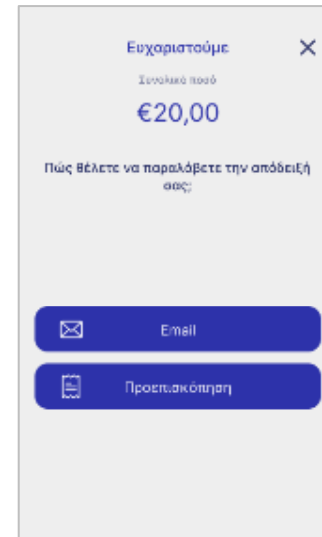 Ευχαριστούμε
Συνολικό ποσό
€20,00
Πώς θέλετε να παραλάβετε την απόδειξή
σας;
Email
Προεπισκόπηση